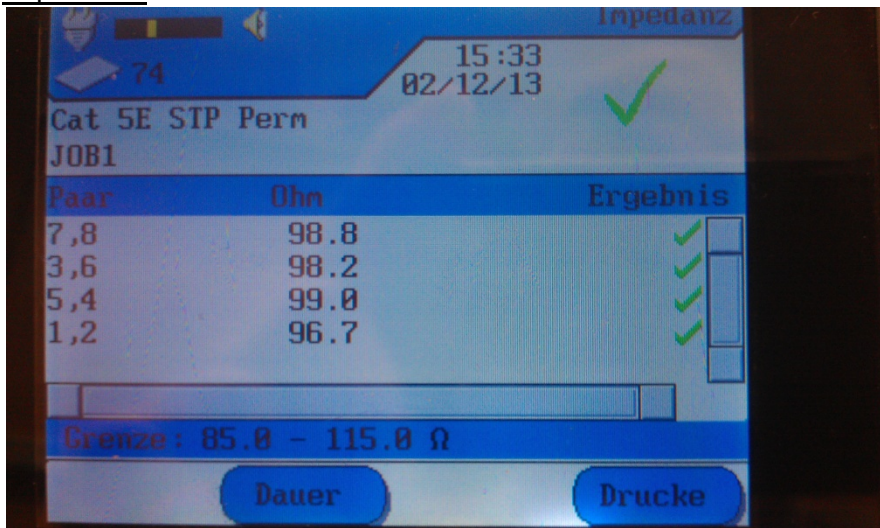 Impedanz
74
15:33
02/12/13
Cat 5E STP Perm
JOB1
Paar Ohm Ergebnis
7,8 98.8
3,6 98.2
5,4 99.0
1,2 96.7
Grenze: 85.0 - 115.0 Ω
Dauer Drucke